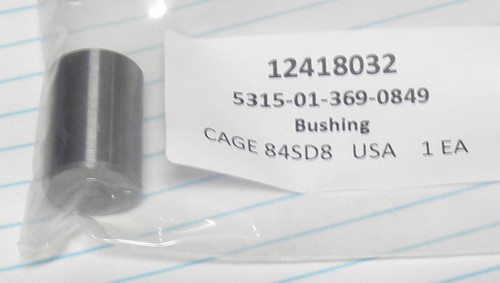 12418032
5315-01-369-0849
Bushing
CAGE 84SD8 USA 1 EA